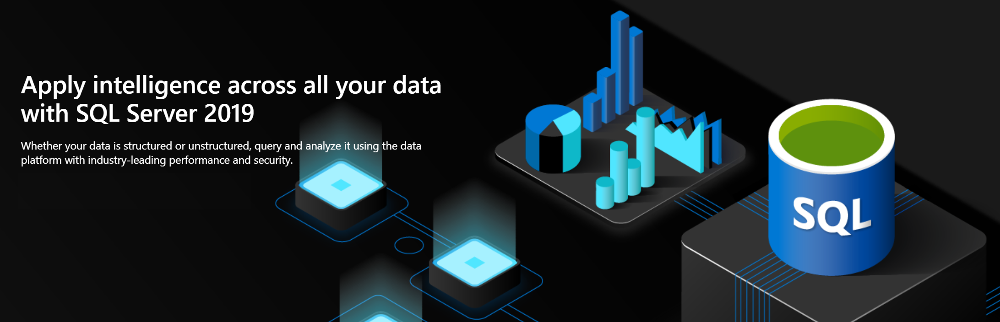 Apply intelligence across all your data
with SQL Server 2019
Whether your data is structured or unstructured, query and analyze it using the data
platform with industry-leading performance and security.
SQL